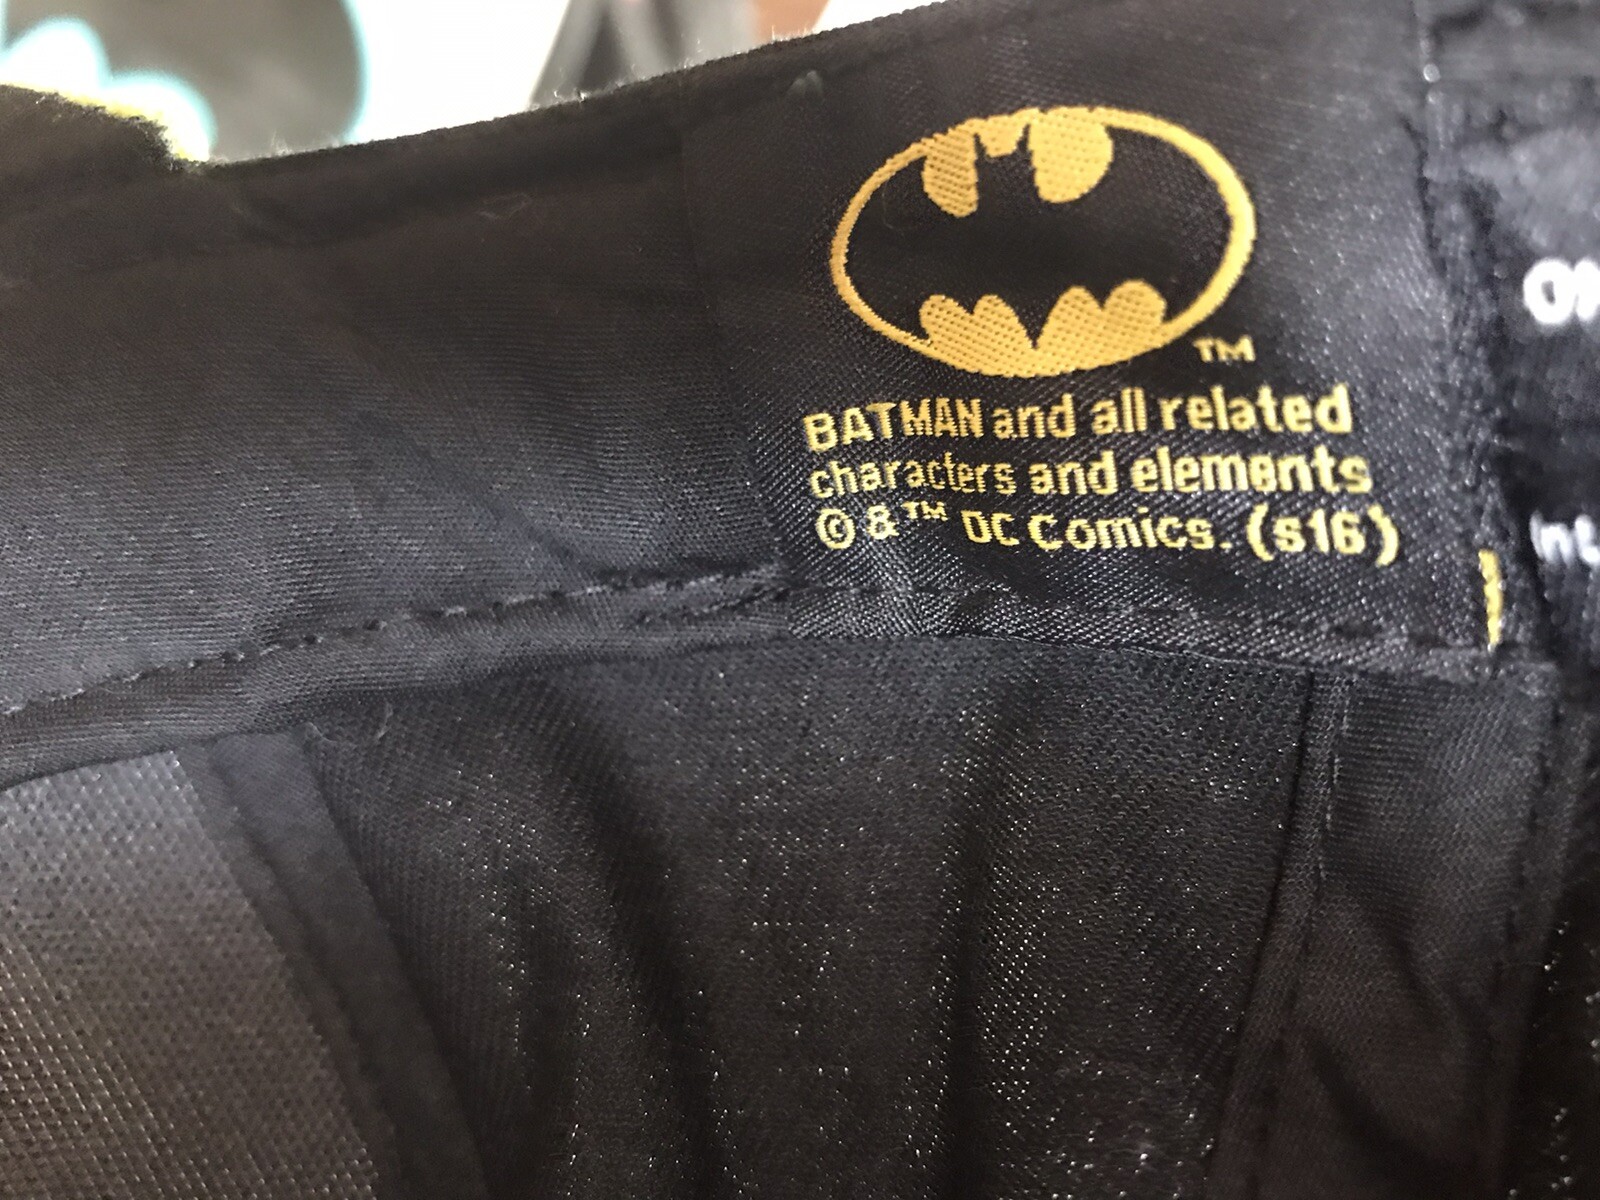 TM
BATMAN and all related
characters and elements
© & ™ DC Comics. (s16)